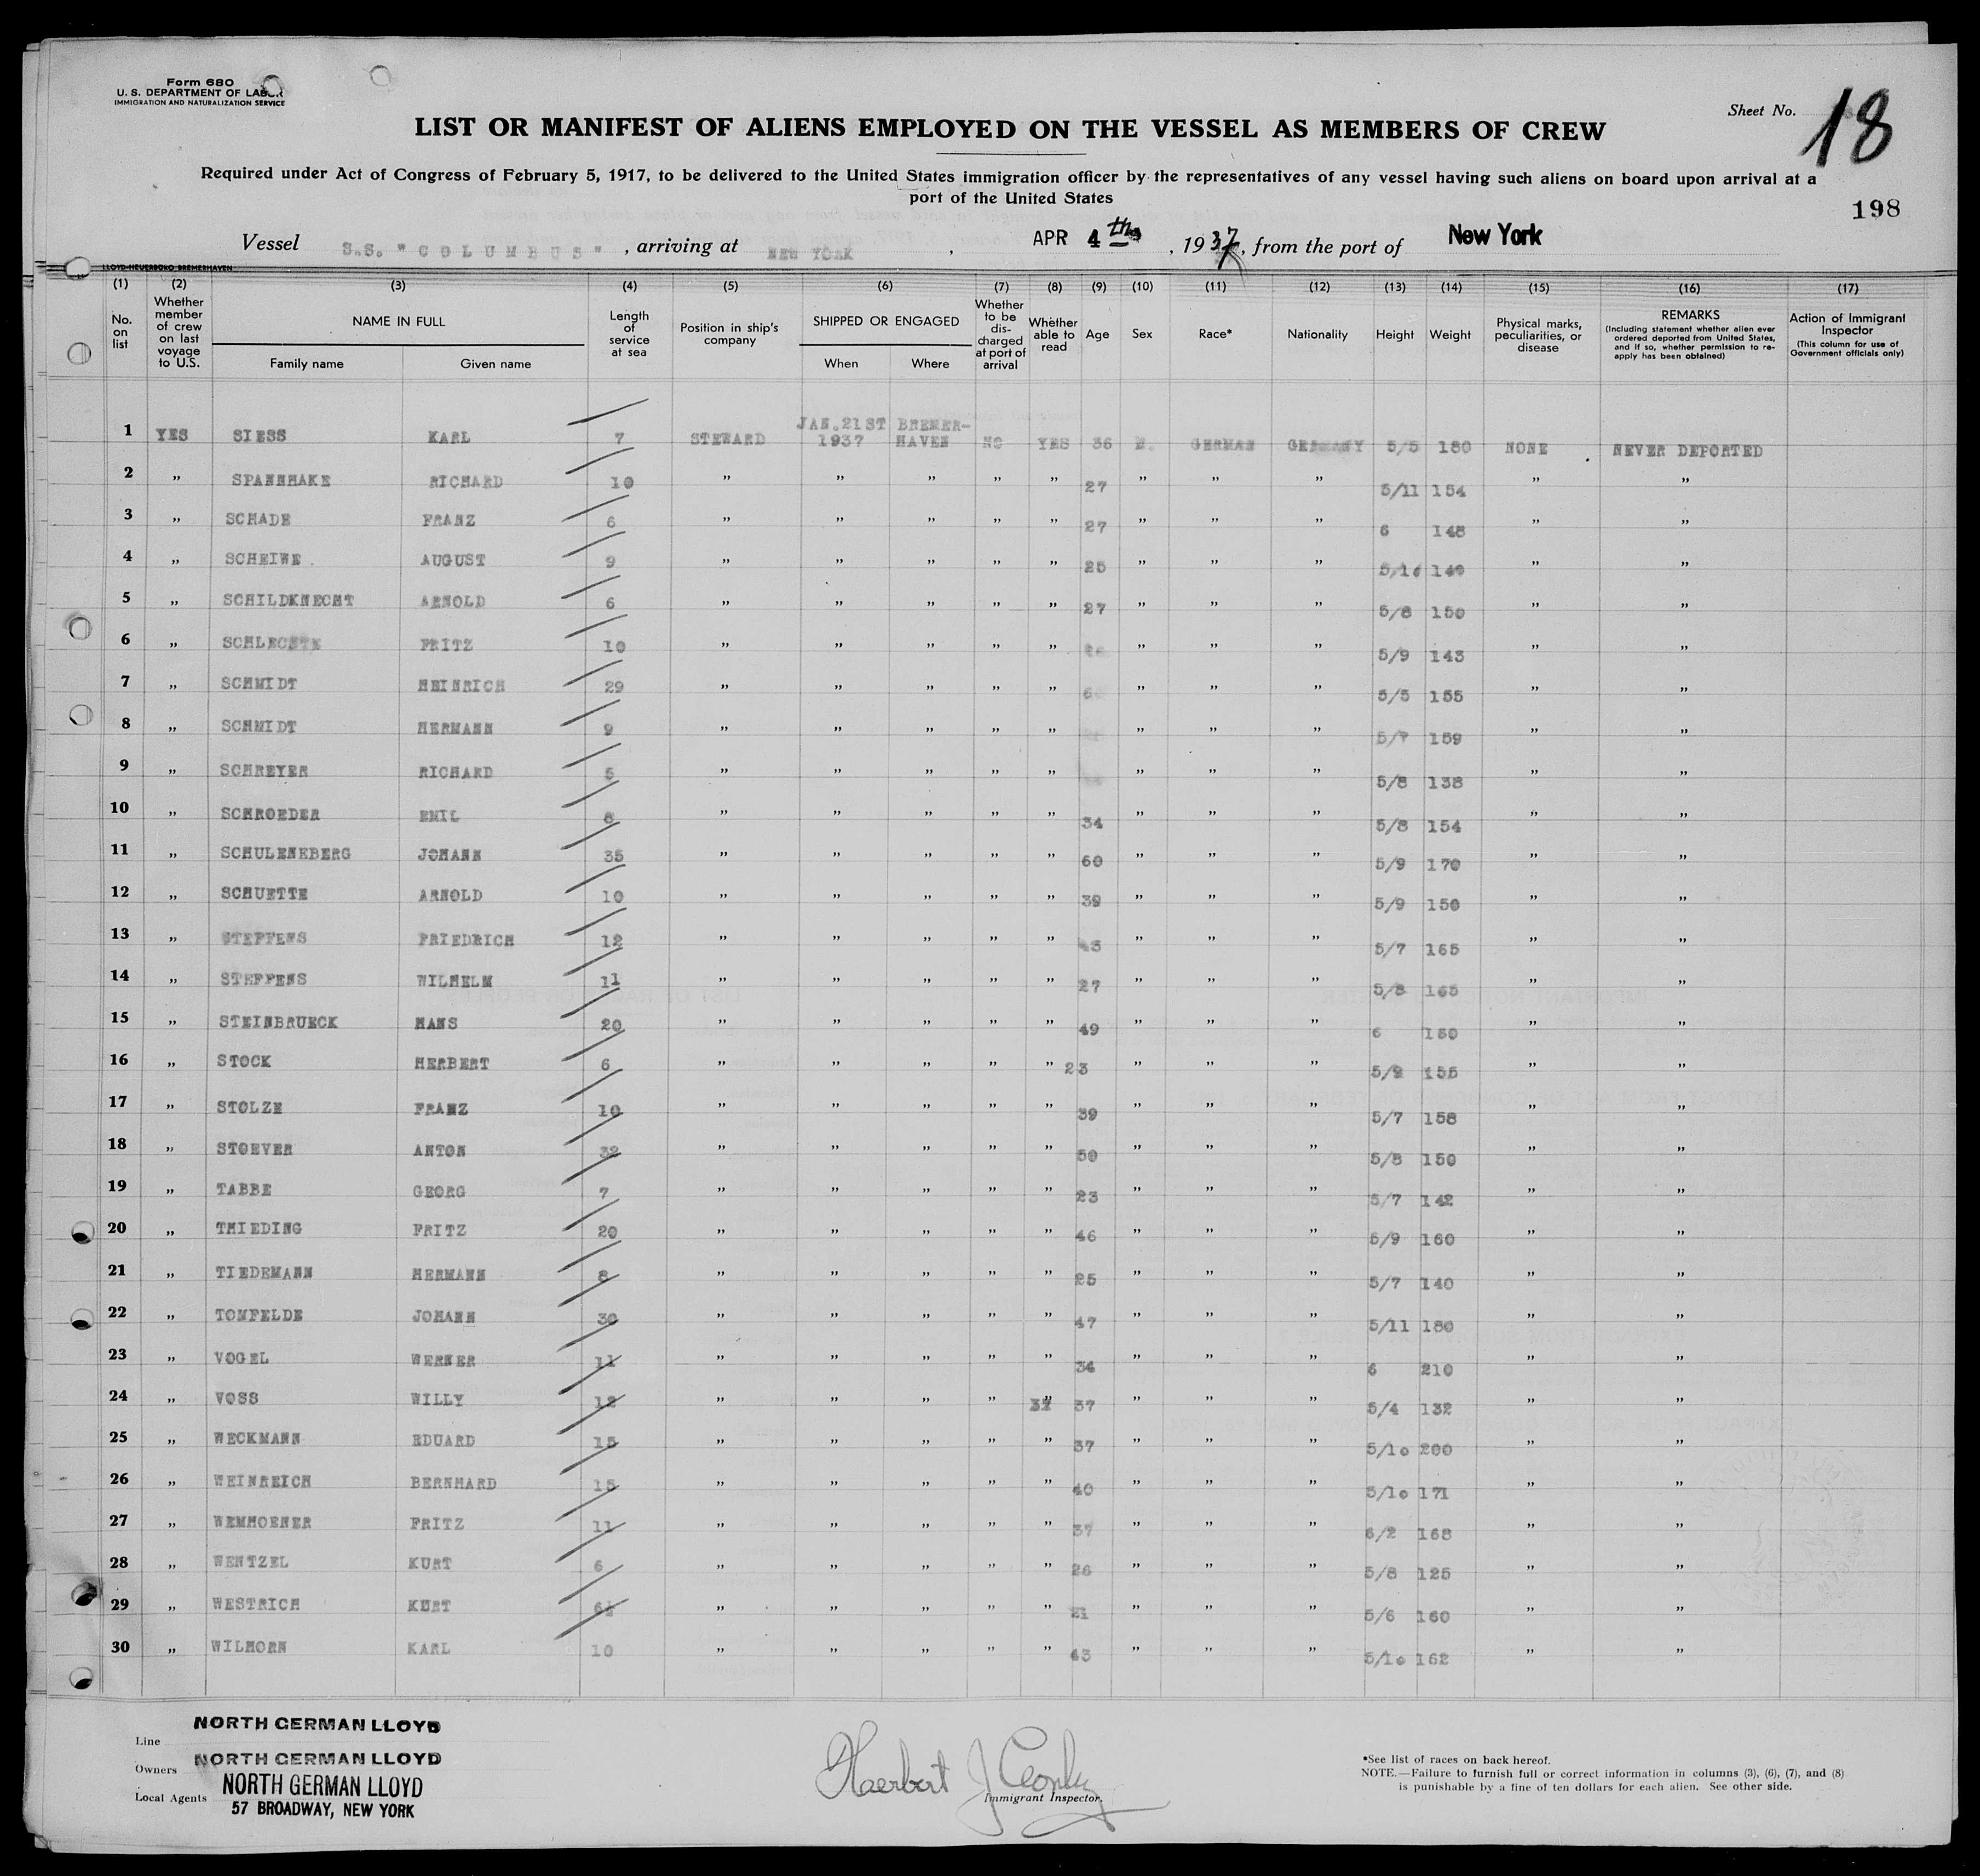 Form 680
U. S. DEPARTMENT OF LABOR
IMMIGRATION AND NATURALIZATION SERVICE
Sheet No. 18
LIST OR MANIFEST OF ALIENS EMPLOYED ON THE VESSEL AS MEMBERS OF CREW
Required under Act of Congress of February 5, 1917, to be delivered to the United States immigration officer by the representatives of any vessel having such aliens on board upon arrival at a
port of the United States
198
Vessel S.S. "COLUMBUS", arriving at NEW YORK, APR 4th, 1937, from the port of New York
LLOYD-HEUERBÜRO BREMERHAVEN
(1) (2) (3) (4) (5) (6) (7) (8) (9) (10) (11) (12) (13) (14) (15) (16) (17)
No. on list Whether member of crew on last voyage to U.S. NAME IN FULL Family name Given name Length of service at sea Position in ship's company SHIPPED OR ENGAGED When Where Whether to be discharged at port of arrival Whether able to read Age Sex Race* Nationality Height Weight Physical marks, peculiarities, or disease REMARKS (Including statement whether alien ever ordered deported from United States, and if so, whether permission to reapply has been obtained) Action of Immigrant Inspector (This column for use of Government officials only)
1 YES SIESS KARL 7 STEWARD JAN.21ST 1937 BREMER-HAVEN NO YES 36 M. GERMAN GERMANY 5/5 180 NONE NEVER DEPORTED
2 " SPANNHAKE RICHARD 10 " " " " " 27 " " " 5/11 154 " "
3 " SCHADE FRANZ 6 " " " " " 27 " " " 6 148 " "
4 " SCHEIWE AUGUST 9 " " " " " 25 " " " 5/10 140 " "
5 " SCHILDKNECHT ARNOLD 6 " " " " " 27 " " " 5/8 150 " "
6 " SCHLECHTE FRITZ 10 " " " " " " " " 5/9 143 " "
7 " SCHMIDT HEINRICH 29 " " " " " " " " 5/5 155 " "
8 " SCHMIDT HERMANN 9 " " " " " " " " 5/7 159 " "
9 " SCHREYER RICHARD 5 " " " " " " " " 5/8 138 " "
10 " SCHROEDER EMIL 8 " " " " " 34 " " " 5/8 154 " "
11 " SCHULENEBERG JOHANN 35 " " " " " 60 " " " 5/9 170 " "
12 " SCHUETTE ARNOLD 10 " " " " " 39 " " " 5/9 150 " "
13 " STEFFENS FRIEDRICH 12 " " " " " 43 " " " 5/7 165 " "
14 " STEFFENS WILHELM 11 " " " " " 27 " " " 5/8 165 " "
15 " STEINBRUECK HANS 20 " " " " " 49 " " " 6 180 " "
16 " STOCK HERBERT 6 " " " " " 23 " " " 5/9 155 " "
17 " STOLZE FRANZ 10 " " " " " 39 " " " 5/7 158 " "
18 " STOEVER ANTON 32 " " " " " 50 " " " 5/8 150 " "
19 " TABBE GEORG 7 " " " " " 23 " " " 5/7 142 " "
20 " THIEDING FRITZ 20 " " " " " 46 " " " 5/9 160 " "
21 " TIEDEMANN HERMANN 8 " " " " " 25 " " " 5/7 140 " "
22 " TOMFELDE JOHANN 30 " " " " " 47 " " " 5/11 180 " "
23 " VOGEL WERNER 11 " " " " " 34 " " " 6 210 " "
24 " VOSS WILLY 12 " " " " " 37 " " " 5/4 132 " "
25 " WECKMANN EDUARD 15 " " " " " 37 " " " 5/10 200 " "
26 " WEINREICH BERNHARD 15 " " " " " 40 " " " 5/10 171 " "
27 " WEMHOENER FRITZ 11 " " " " " 37 " " " 6/2 168 " "
28 " WENTZEL KURT 6 " " " " " 26 " " " 5/8 125 " "
29 " WESTRICH KURT 6½ " " " " " 21 " " " 5/6 160 " "
30 " WILHORN KARL 10 " " " " " 43 " " " 5/10 162 " "
Line NORTH GERMAN LLOYD
Owners NORTH GERMAN LLOYD
Local Agents NORTH GERMAN LLOYD
57 BROADWAY, NEW YORK
Immigrant Inspector.
*See list of races on back hereof.
NOTE.—Failure to furnish full or correct information in columns (3), (6), (7), and (8)
is punishable by a fine of ten dollars for each alien. See other side.